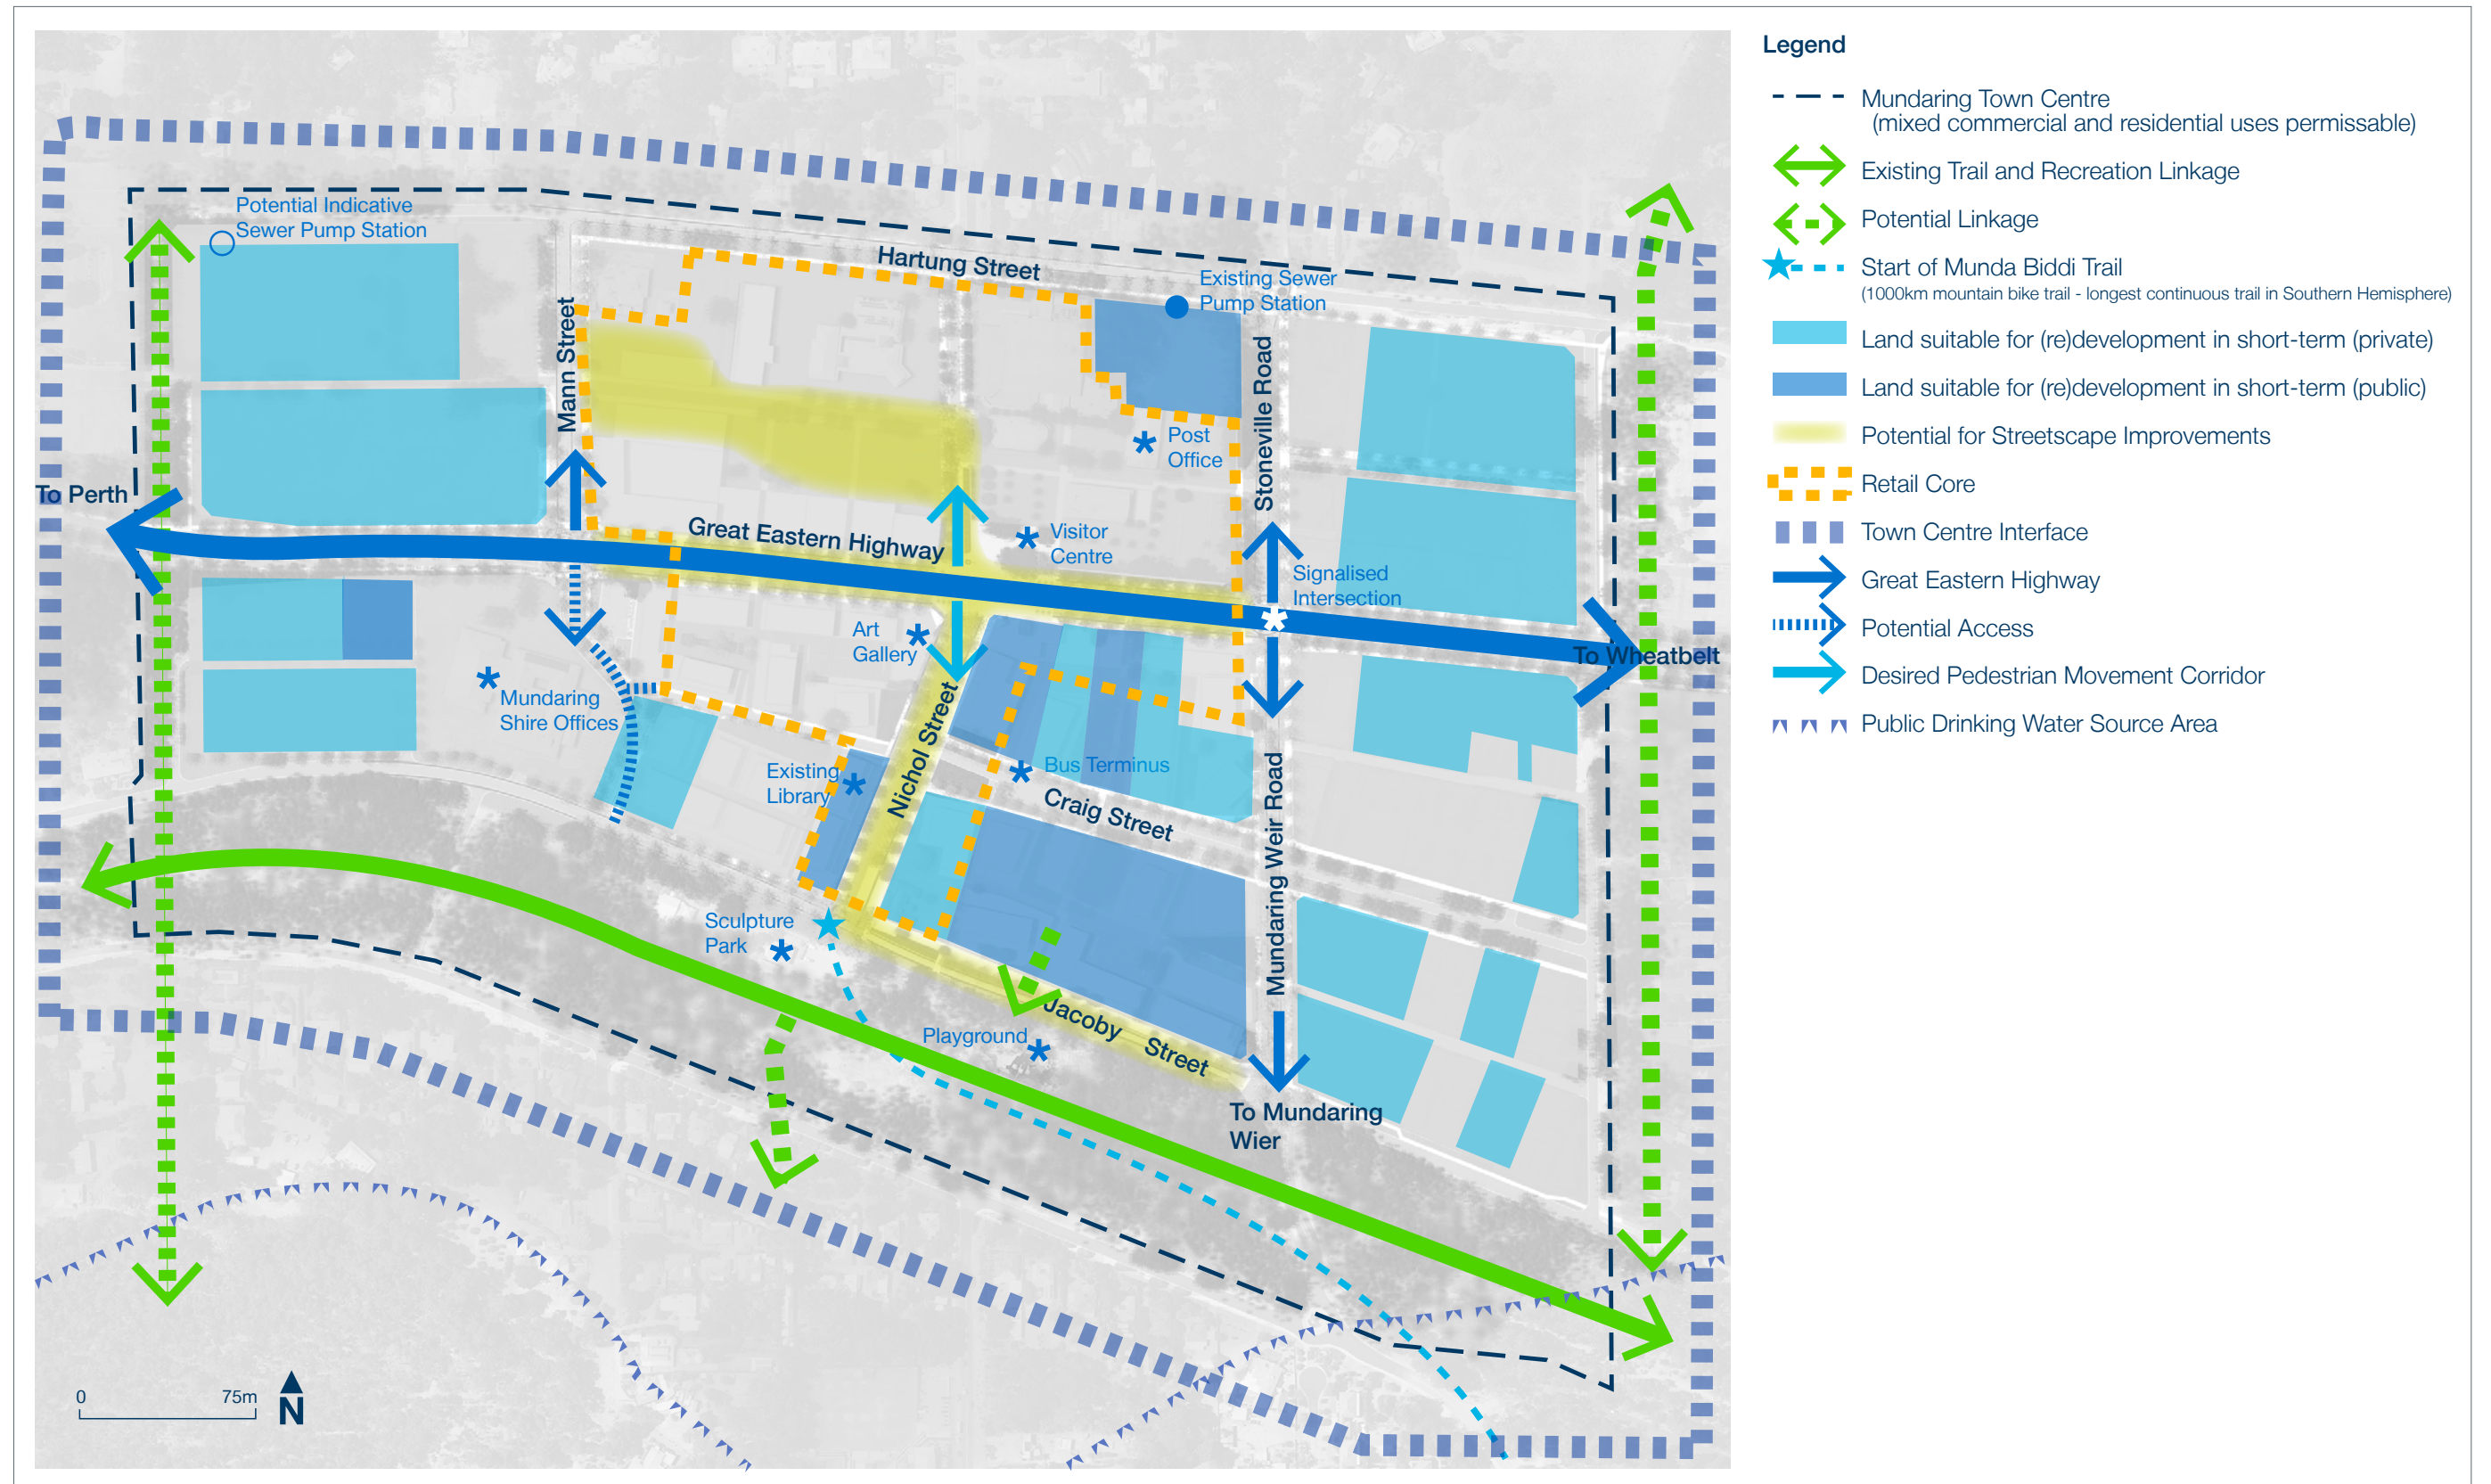 Legend
Mundaring Town Centre
(mixed commercial and residential uses permissable)
Existing Trail and Recreation Linkage
Potential Linkage
Start of Munda Biddi Trail
(1000km mountain bike trail - longest continuous trail in Southern Hemisphere)
Land suitable for (re)development in short-term (private)
Land suitable for (re)development in short-term (public)
Potential for Streetscape Improvements
Retail Core
Town Centre Interface
Great Eastern Highway
Potential Access
Desired Pedestrian Movement Corridor
Public Drinking Water Source Area
Potential Indicative
Sewer Pump Station
Hartung Street
Existing Sewer
Pump Station
Mann Street
Stoneville Road
Post
Office
To Perth
Great Eastern Highway
Visitor
Centre
Signalised
Intersection
Art
Gallery
To Wheatbelt
Mundaring
Shire Offices
Nichol Street
Existing
Library
Bus Terminus
Craig Street
Mundaring Weir Road
Sculpture
Park
Playground
Jacoby Street
To Mundaring
Wier
0 75m
N